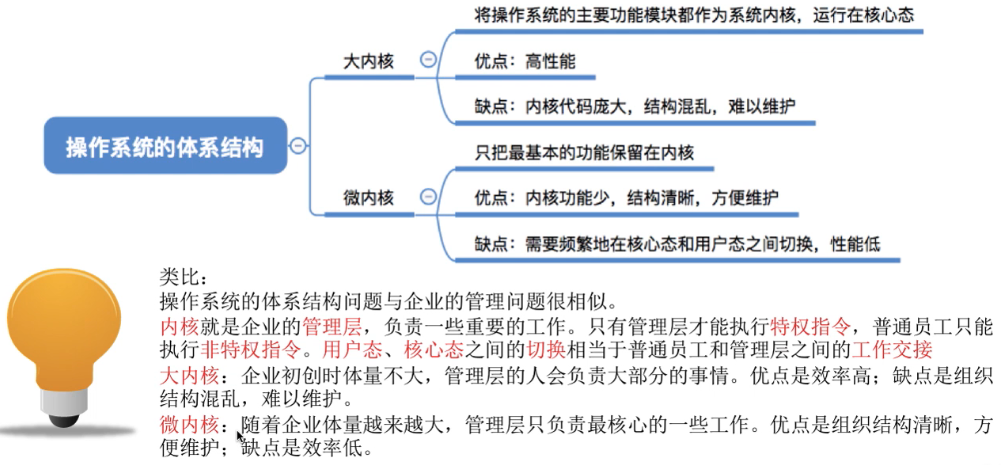 操作系统的体系结构
大内核
将操作系统的主要功能模块都作为系统内核，运行在核心态
优点：高性能
缺点：内核代码庞大，结构混乱，难以维护
微内核
只把最基本的功能保留在内核
优点：内核功能少，结构清晰，方便维护
缺点：需要频繁地在核心态和用户态之间切换，性能低
类比：
操作系统的体系结构问题与企业的管理问题很相似。
内核就是企业的管理层，负责一些重要的工作。只有管理层才能执行特权指令，普通员工只能
执行非特权指令。用户态、核心态之间的切换相当于普通员工和管理层之间的工作交接
大内核：企业初创时体量不大，管理层的人会负责大部分的事情。优点是效率高；缺点是组织
结构混乱，难以维护。
微内核：随着企业体量越来越大，管理层只负责最核心的一些工作。优点是组织结构清晰，方
便维护；缺点是效率低。